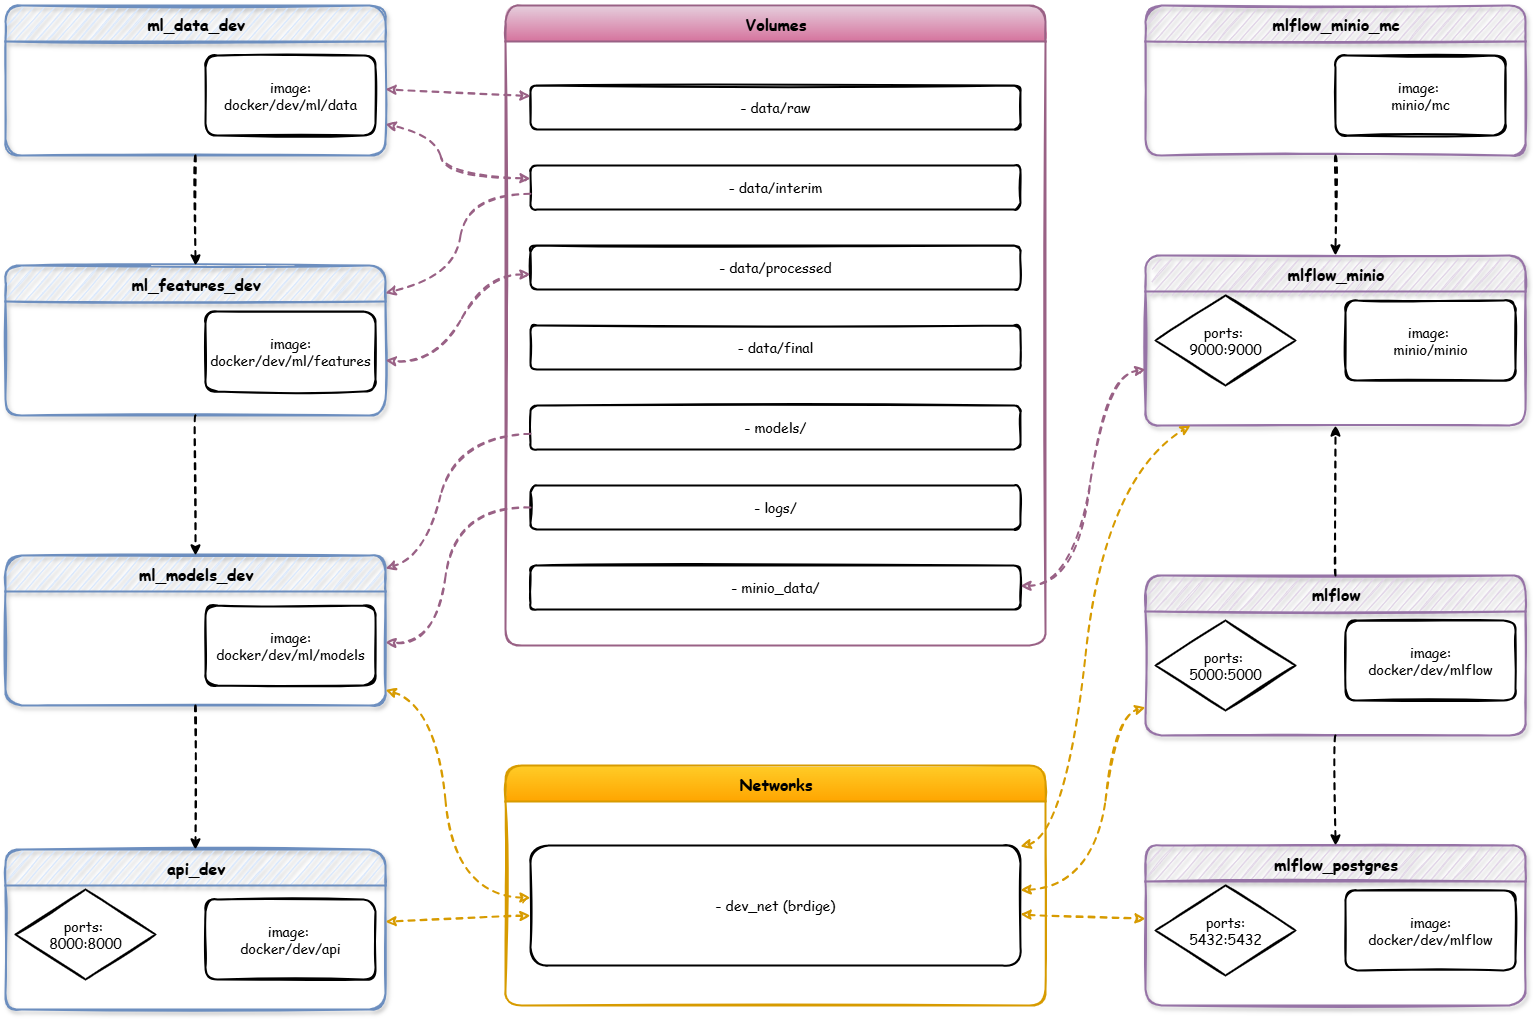 ml_data_dev
image:
docker/dev/ml/data
ml_features_dev
image:
docker/dev/ml/features
ml_models_dev
image:
docker/dev/ml/models
api_dev
ports:
8000:8000
image:
docker/dev/api
Volumes
- data/raw
- data/interim
- data/processed
- data/final
- models/
- logs/
- minio_data/
Networks
- dev_net (brdige)
mlflow_minio_mc
image:
minio/mc
mlflow_minio
ports:
9000:9000
image:
minio/minio
mlflow
ports:
5000:5000
image:
docker/dev/mlflow
mlflow_postgres
ports:
5432:5432
image:
docker/dev/mlflow